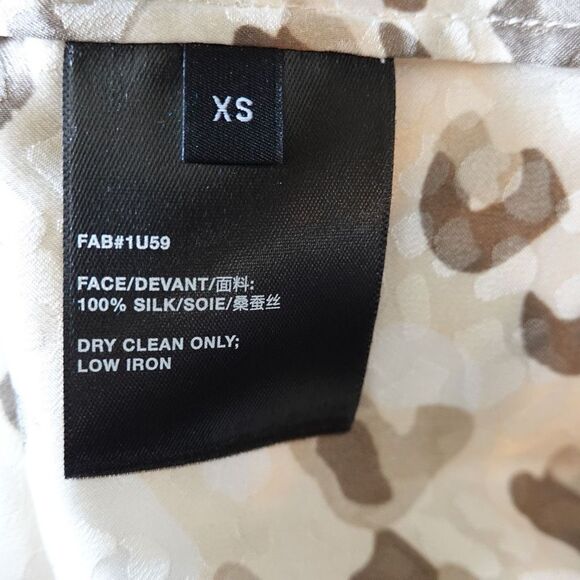 XS
FAB#1U59
FACE/DEVANT/面料:
100% SILK/SOIE/桑蚕丝
DRY CLEAN ONLY;
LOW IRON